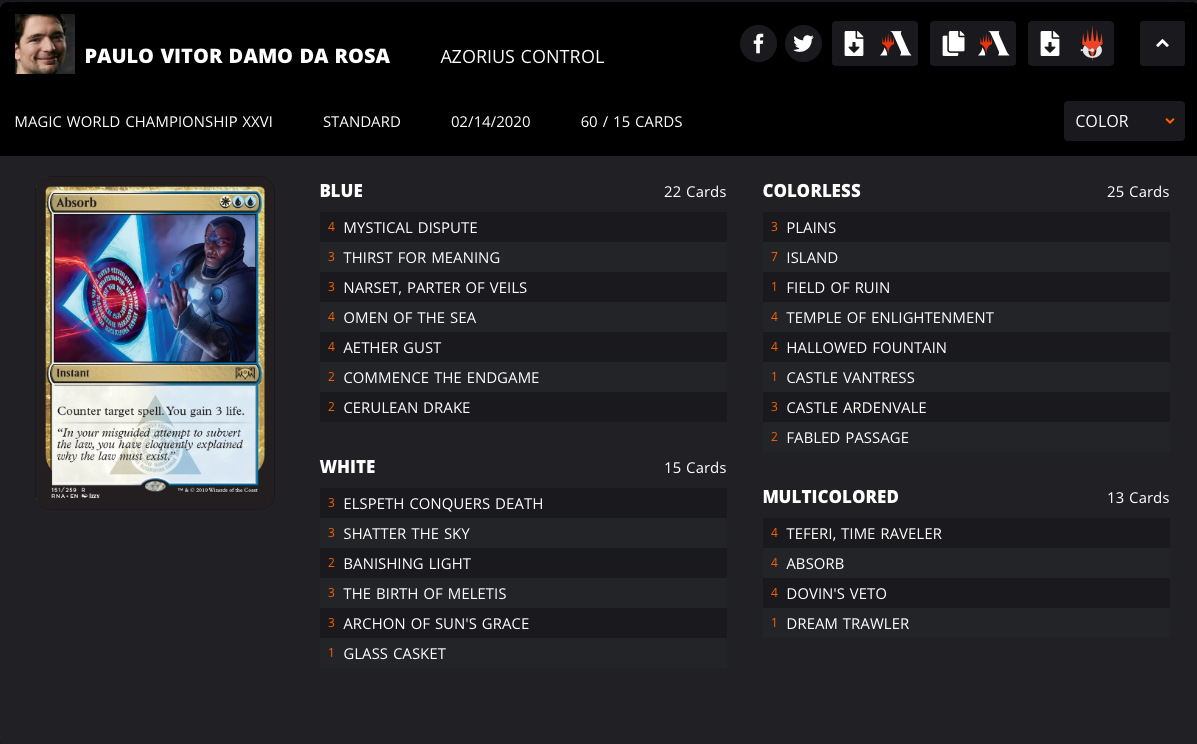 PAULO VITOR DAMO DA ROSA AZORIUS CONTROL
MAGIC WORLD CHAMPIONSHIP XXVI STANDARD 02/14/2020 60 / 15 CARDS COLOR
Absorb
Instant
Counter target spell. You gain 3 life.
"In your misguided attempt to subvert
the law, you have eloquently explained
why the law must exist."
151/259 R
RNA • EN Izzy
™ & © 2019 Wizards of the Coast
BLUE 22 Cards
4 MYSTICAL DISPUTE
3 THIRST FOR MEANING
3 NARSET, PARTER OF VEILS
4 OMEN OF THE SEA
4 AETHER GUST
2 COMMENCE THE ENDGAME
2 CERULEAN DRAKE
WHITE 15 Cards
3 ELSPETH CONQUERS DEATH
3 SHATTER THE SKY
2 BANISHING LIGHT
3 THE BIRTH OF MELETIS
3 ARCHON OF SUN'S GRACE
1 GLASS CASKET
COLORLESS 25 Cards
3 PLAINS
7 ISLAND
1 FIELD OF RUIN
4 TEMPLE OF ENLIGHTENMENT
4 HALLOWED FOUNTAIN
1 CASTLE VANTRESS
3 CASTLE ARDENVALE
2 FABLED PASSAGE
MULTICOLORED 13 Cards
4 TEFERI, TIME RAVELER
4 ABSORB
4 DOVIN'S VETO
1 DREAM TRAWLER